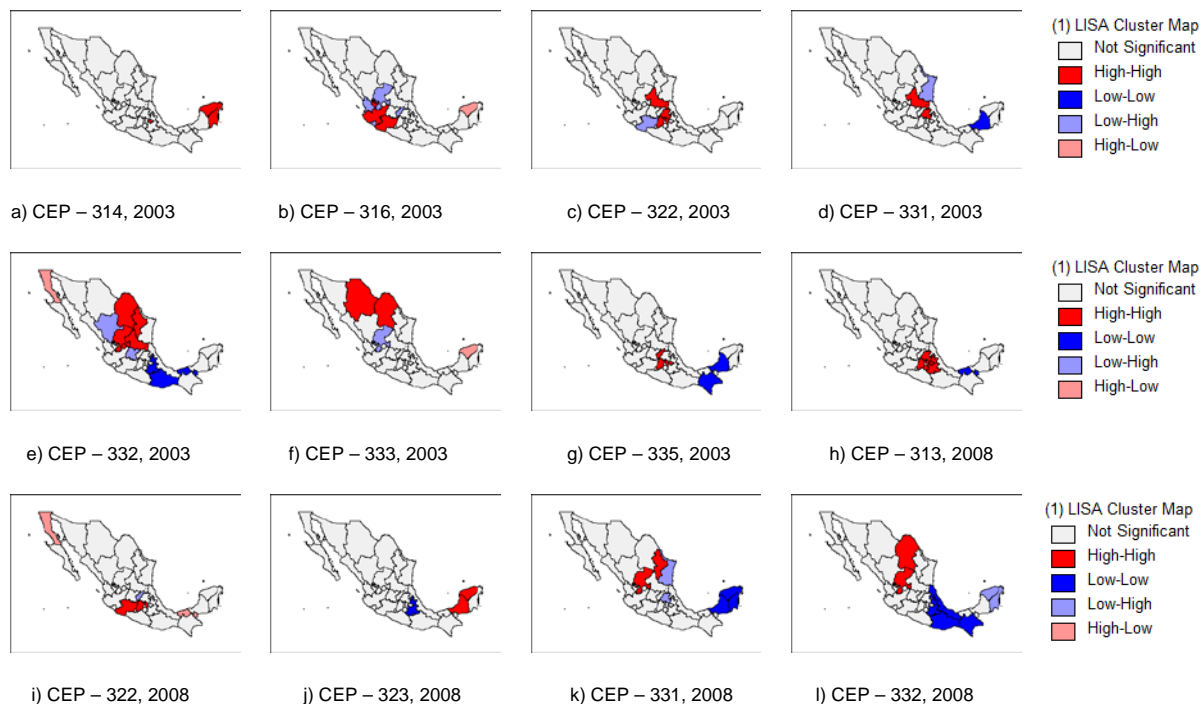 (1) LISA Cluster Map
Not Significant
High-High
Low-Low
Low-High
High-Low
a) CEP – 314, 2003
b) CEP – 316, 2003
c) CEP – 322, 2003
d) CEP – 331, 2003
(1) LISA Cluster Map
Not Significant
High-High
Low-Low
Low-High
High-Low
e) CEP – 332, 2003
f) CEP – 333, 2003
g) CEP – 335, 2003
h) CEP – 313, 2008
(1) LISA Cluster Map
Not Significant
High-High
Low-Low
Low-High
High-Low
i) CEP – 322, 2008
j) CEP – 323, 2008
k) CEP – 331, 2008
l) CEP – 332, 2008